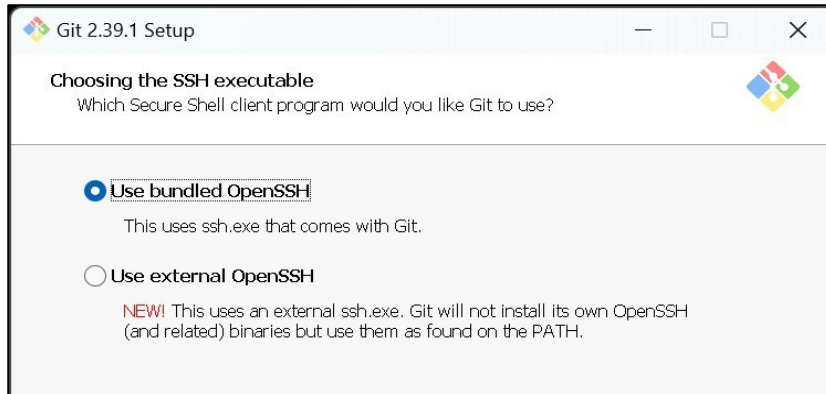 Git 2.39.1 Setup
Choosing the SSH executable
Which Secure Shell client program would you like Git to use?
Use bundled OpenSSH
This uses ssh.exe that comes with Git.
Use external OpenSSH
NEW! This uses an external ssh.exe. Git will not install its own OpenSSH
(and related) binaries but use them as found on the PATH.